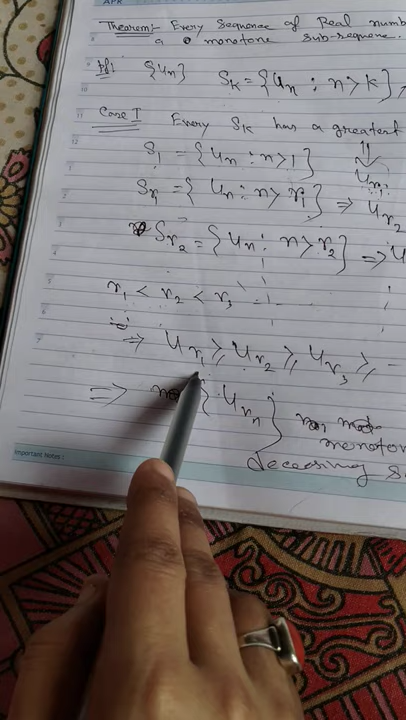 APR
Theorem:- Every Sequence of Real numb
a monotone sub-sequence.
Pf: {Uₙ} Sₖ = {Uₙ : n > k},
Case I Every Sₖ has a greatest
S₁ = {Uₙ : n > 1} ⇓
Sᵣ₁ = {Uₙ : n > r₁} ⇒ Uᵣ₂
Uᵣ₁
Sᵣ₂ = {Uₙ : n > r₂} ⇒ U
r₁ < r₂ < r₃ - - -
⇒ Uᵣ₁ ≥ Uᵣ₂ ≥ Uᵣ₃ ≥ -
⇒ {Uᵣₙ}
monoton
Important Notes :